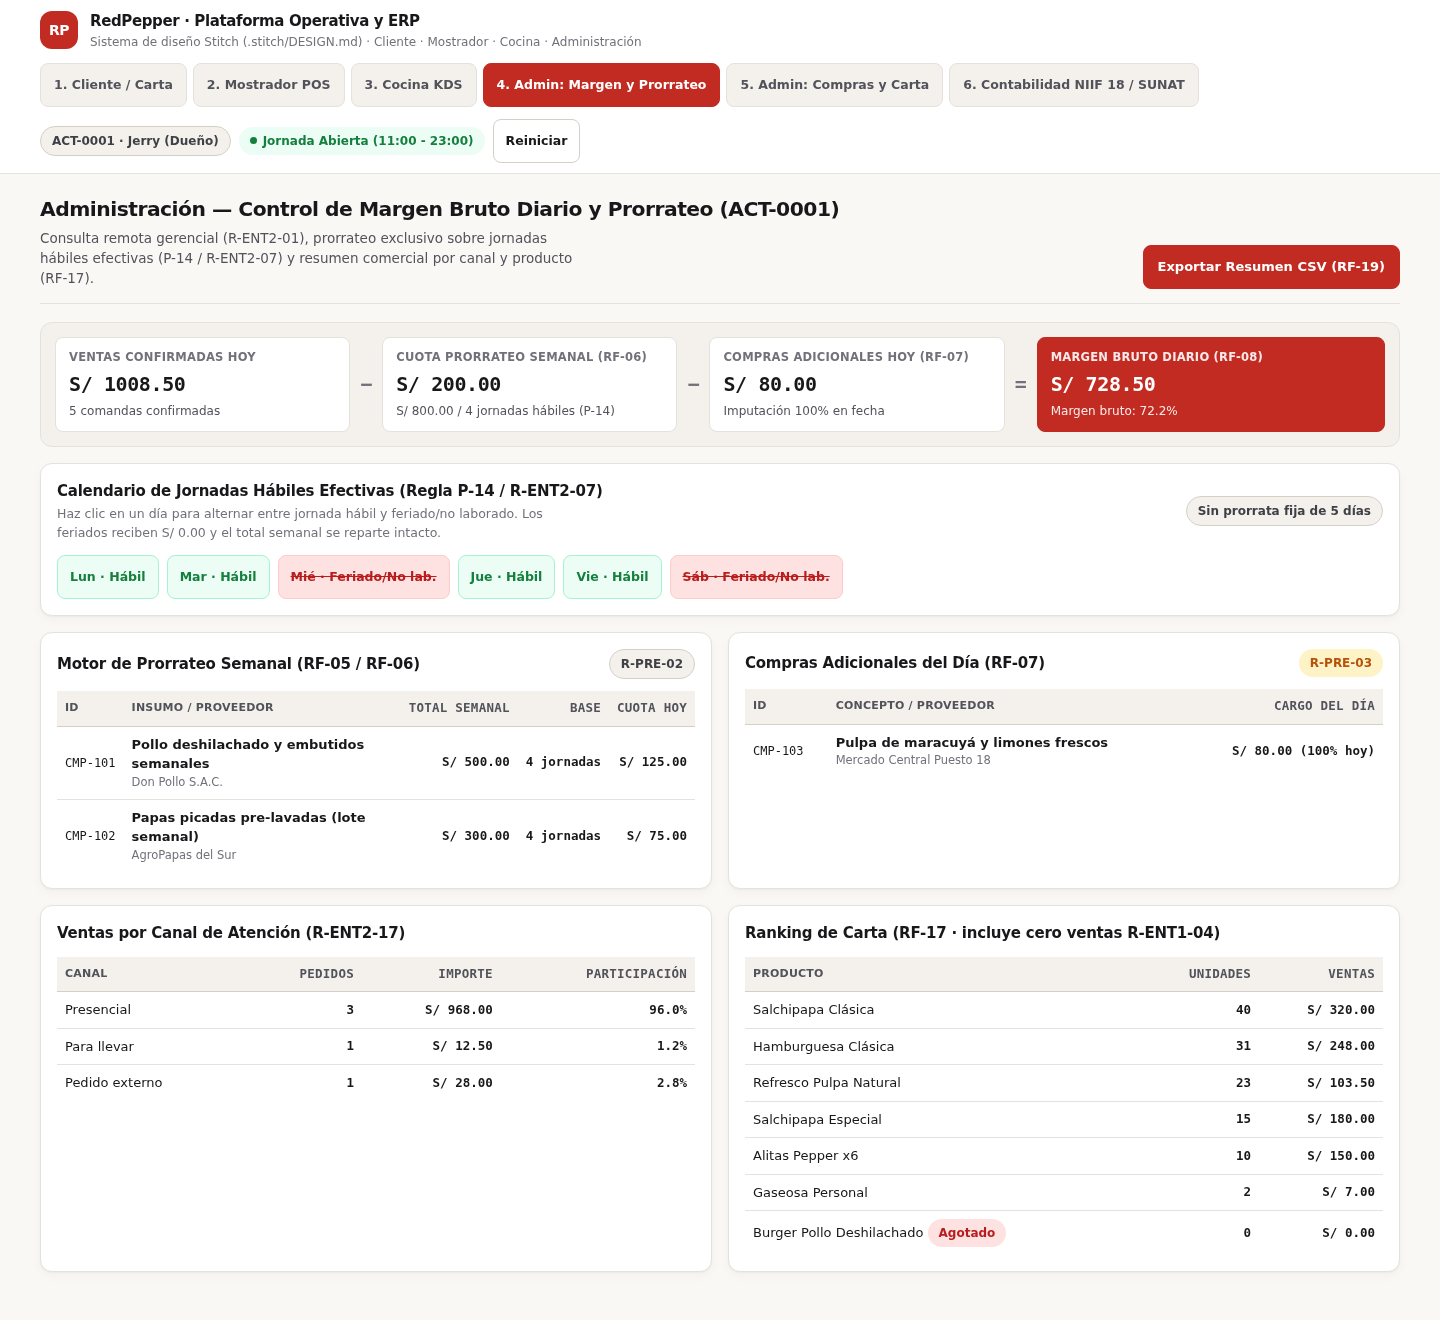 RP
RedPepper · Plataforma Operativa y ERP
Sistema de diseño Stitch (.stitch/DESIGN.md) · Cliente · Mostrador · Cocina · Administración
1. Cliente / Carta
2. Mostrador POS
3. Cocina KDS
4. Admin: Margen y Prorrateo
5. Admin: Compras y Carta
6. Contabilidad NIIF 18 / SUNAT
ACT-0001 · Jerry (Dueño)
Jornada Abierta (11:00 - 23:00)
Reiniciar
Administración — Control de Margen Bruto Diario y Prorrateo (ACT-0001)
Consulta remota gerencial (R-ENT2-01), prorrateo exclusivo sobre jornadas
hábiles efectivas (P-14 / R-ENT2-07) y resumen comercial por canal y producto
(RF-17).
Exportar Resumen CSV (RF-19)
VENTAS CONFIRMADAS HOY
S/ 1008.50
5 comandas confirmadas
−
CUOTA PRORRATEO SEMANAL (RF-06)
S/ 200.00
S/ 800.00 / 4 jornadas hábiles (P-14)
−
COMPRAS ADICIONALES HOY (RF-07)
S/ 80.00
Imputación 100% en fecha
=
MARGEN BRUTO DIARIO (RF-08)
S/ 728.50
Margen bruto: 72.2%
Calendario de Jornadas Hábiles Efectivas (Regla P-14 / R-ENT2-07)
Haz clic en un día para alternar entre jornada hábil y feriado/no laborado. Los
feriados reciben S/ 0.00 y el total semanal se reparte intacto.
Sin prorrata fija de 5 días
Lun · Hábil
Mar · Hábil
Mié · Feriado/No lab.
Jue · Hábil
Vie · Hábil
Sáb · Feriado/No lab.
Motor de Prorrateo Semanal (RF-05 / RF-06)
R-PRE-02
ID INSUMO / PROVEEDOR TOTAL SEMANAL BASE CUOTA HOY
CMP-101 Pollo deshilachado y embutidos
semanales
Don Pollo S.A.C. S/ 500.00 4 jornadas S/ 125.00
CMP-102 Papas picadas pre-lavadas (lote
semanal)
AgroPapas del Sur S/ 300.00 4 jornadas S/ 75.00
Compras Adicionales del Día (RF-07)
R-PRE-03
ID CONCEPTO / PROVEEDOR CARGO DEL DÍA
CMP-103 Pulpa de maracuyá y limones frescos
Mercado Central Puesto 18 S/ 80.00 (100% hoy)
Ventas por Canal de Atención (R-ENT2-17)
CANAL PEDIDOS IMPORTE PARTICIPACIÓN
Presencial 3 S/ 968.00 96.0%
Para llevar 1 S/ 12.50 1.2%
Pedido externo 1 S/ 28.00 2.8%
Ranking de Carta (RF-17 · incluye cero ventas R-ENT1-04)
PRODUCTO UNIDADES VENTAS
Salchipapa Clásica 40 S/ 320.00
Hamburguesa Clásica 31 S/ 248.00
Refresco Pulpa Natural 23 S/ 103.50
Salchipapa Especial 15 S/ 180.00
Alitas Pepper x6 10 S/ 150.00
Gaseosa Personal 2 S/ 7.00
Burger Pollo Deshilachado Agotado 0 S/ 0.00